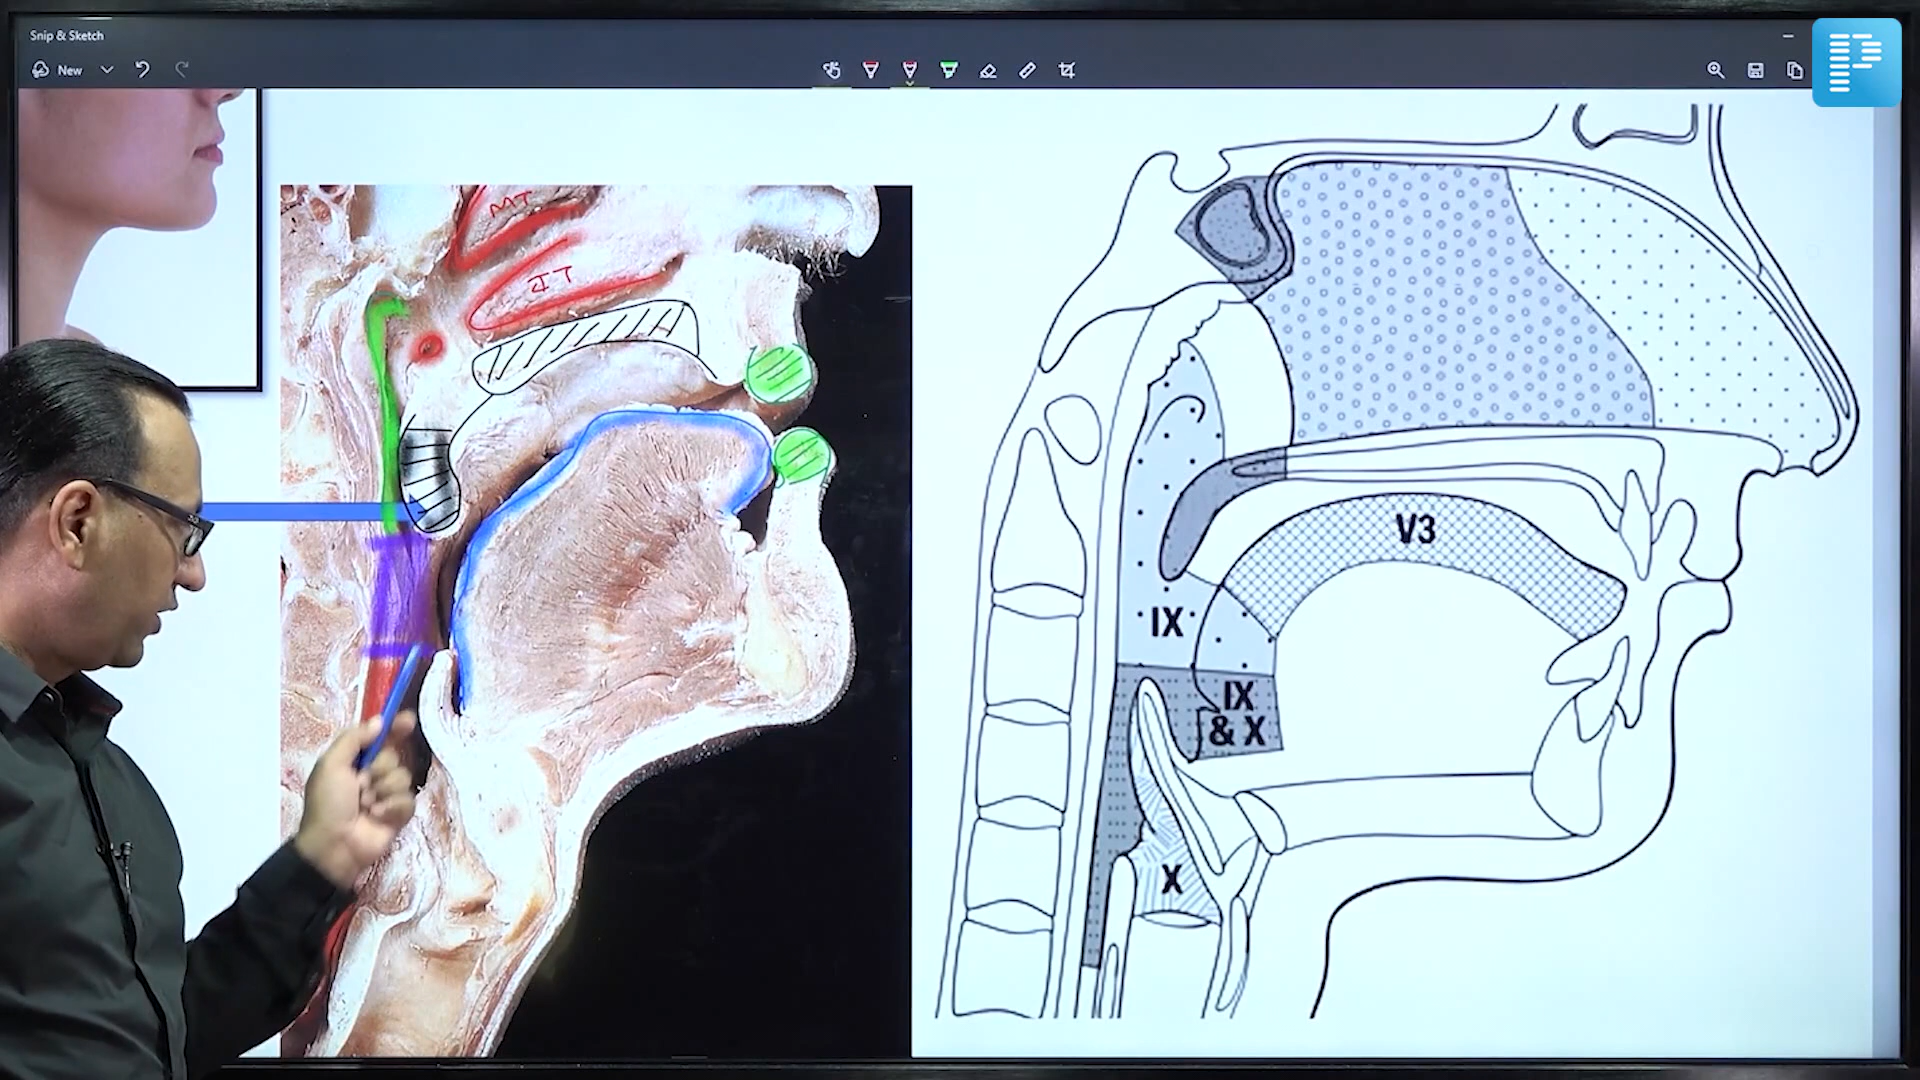 Snip & Sketch
New
MT
IT
V3
IX
IX
& X
X